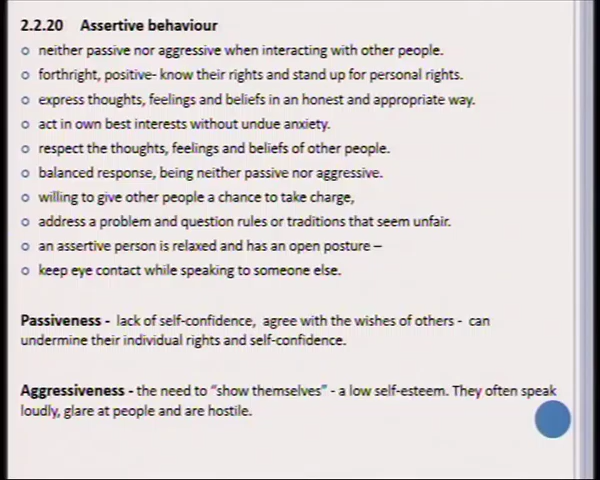 2.2.20 Assertive behaviour
o neither passive nor aggressive when interacting with other people.
o forthright, positive- know their rights and stand up for personal rights.
o express thoughts, feelings and beliefs in an honest and appropriate way.
o act in own best interests without undue anxiety.
o respect the thoughts, feelings and beliefs of other people.
o balanced response, being neither passive nor aggressive.
o willing to give other people a chance to take charge,
o address a problem and question rules or traditions that seem unfair.
o an assertive person is relaxed and has an open posture –
o keep eye contact while speaking to someone else.
Passiveness - lack of self-confidence, agree with the wishes of others - can
undermine their individual rights and self-confidence.
Aggressiveness - the need to "show themselves" - a low self-esteem. They often speak
loudly, glare at people and are hostile.